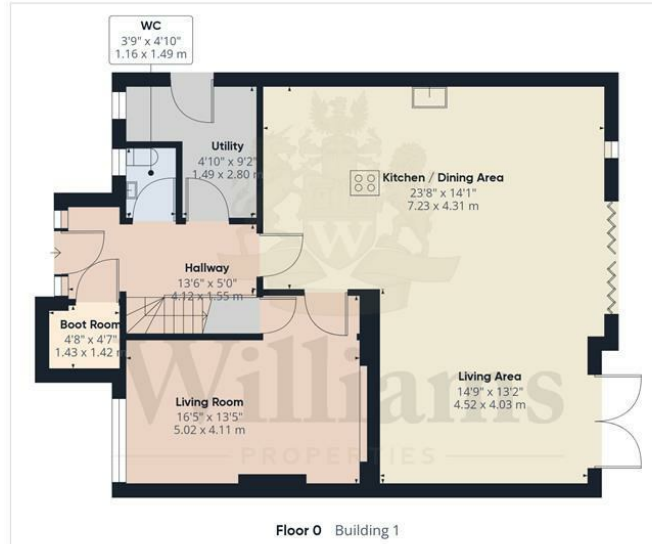 WC
3'9" x 4'10"
1.16 x 1.49 m
Utility
4'10" x 9'2"
1.49 x 2.80 m
Kitchen / Dining Area
23'8" x 14'1"
7.23 x 4.31 m
Hallway
13'6" x 5'0"
4.12 x 1.55 m
Boot Room
4'8" x 4'7"
1.43 x 1.42 m
Living Room
16'5" x 13'5"
5.02 x 4.11 m
Living Area
14'9" x 13'2"
4.52 x 4.03 m
W
Williams
PROPERTIES
Floor 0 Building 1